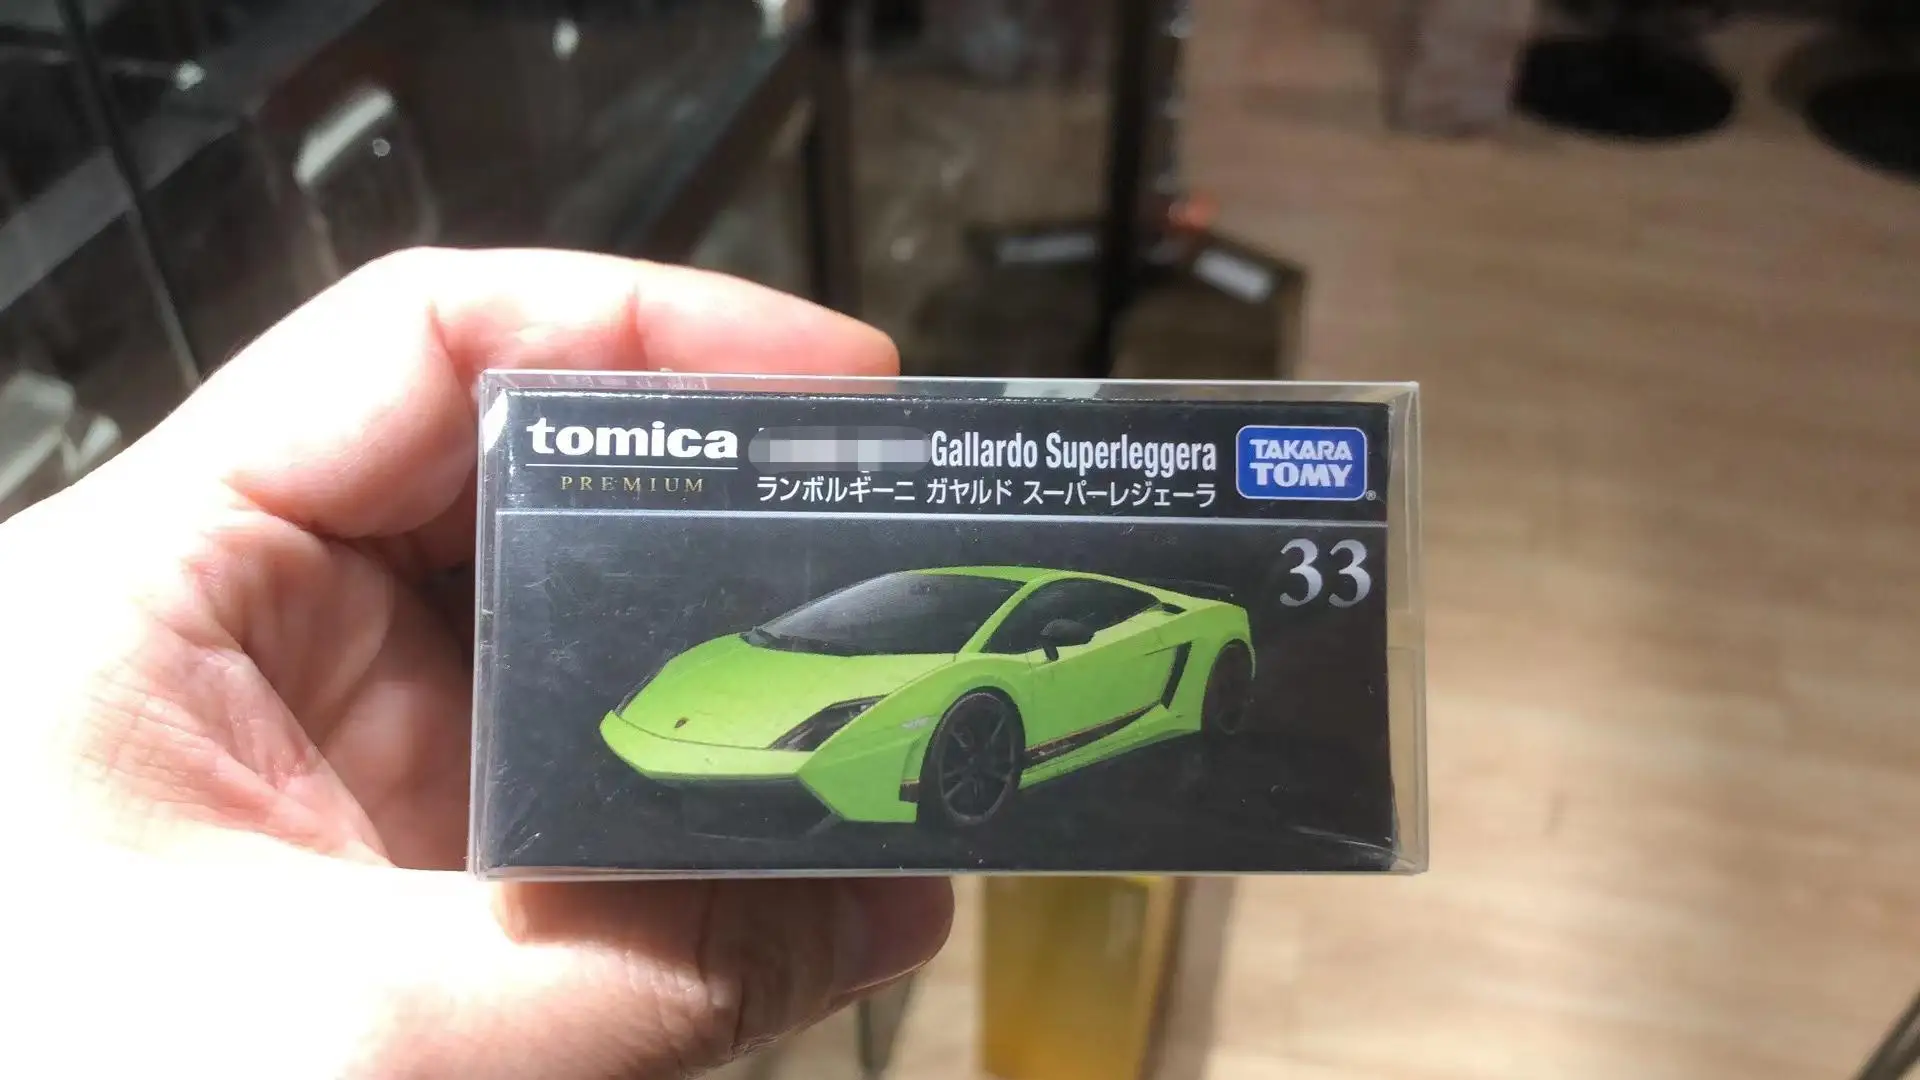 tomica Gallardo Superleggera
PREMIUM
ランボルギーニ ガヤルド スーパーレジェーラ
TAKARA
TOMY®
33